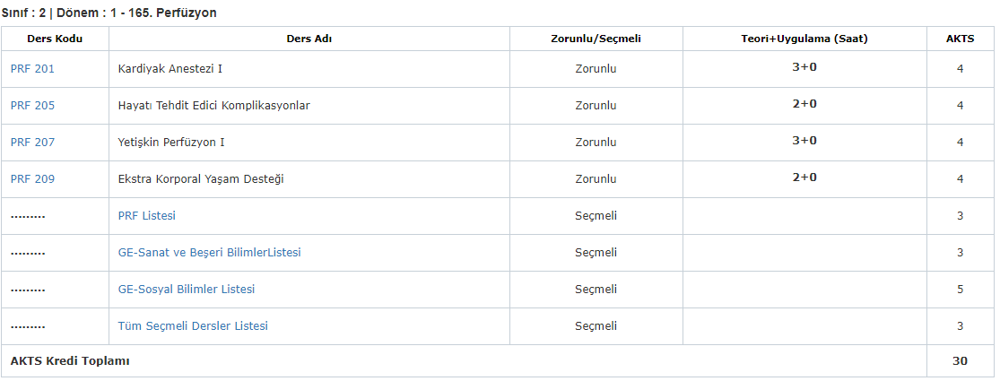 Sınıf : 2 | Dönem : 1 - 165. Perfüzyon
Ders Kodu Ders Adı Zorunlu/Seçmeli Teori+Uygulama (Saat) AKTS
PRF 201 Kardiyak Anestezi I Zorunlu 3+0 4
PRF 205 Hayatı Tehdit Edici Komplikasyonlar Zorunlu 2+0 4
PRF 207 Yetişkin Perfüzyon I Zorunlu 3+0 4
PRF 209 Ekstra Korporal Yaşam Desteği Zorunlu 2+0 4
......... PRF Listesi Seçmeli 3
......... GE-Sanat ve Beşeri BilimlerListesi Seçmeli 3
......... GE-Sosyal Bilimler Listesi Seçmeli 5
......... Tüm Seçmeli Dersler Listesi Seçmeli 3
AKTS Kredi Toplamı 30